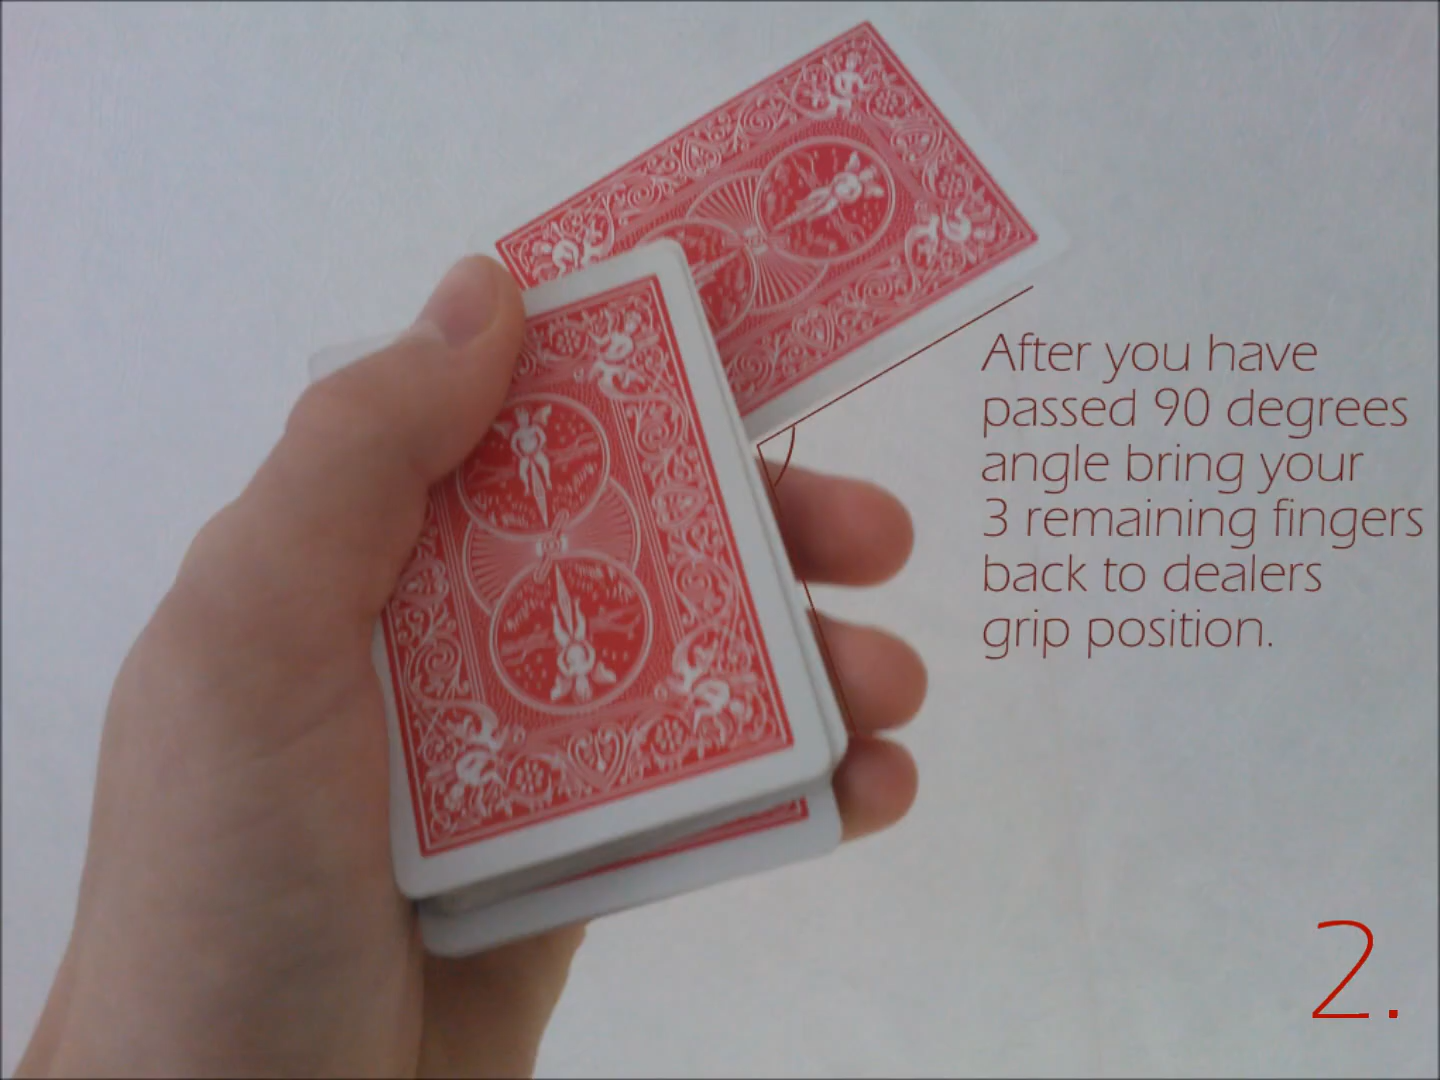 After you have
passed 90 degrees
angle bring your
3 remaining fingers
back to dealers
grip position.
2.